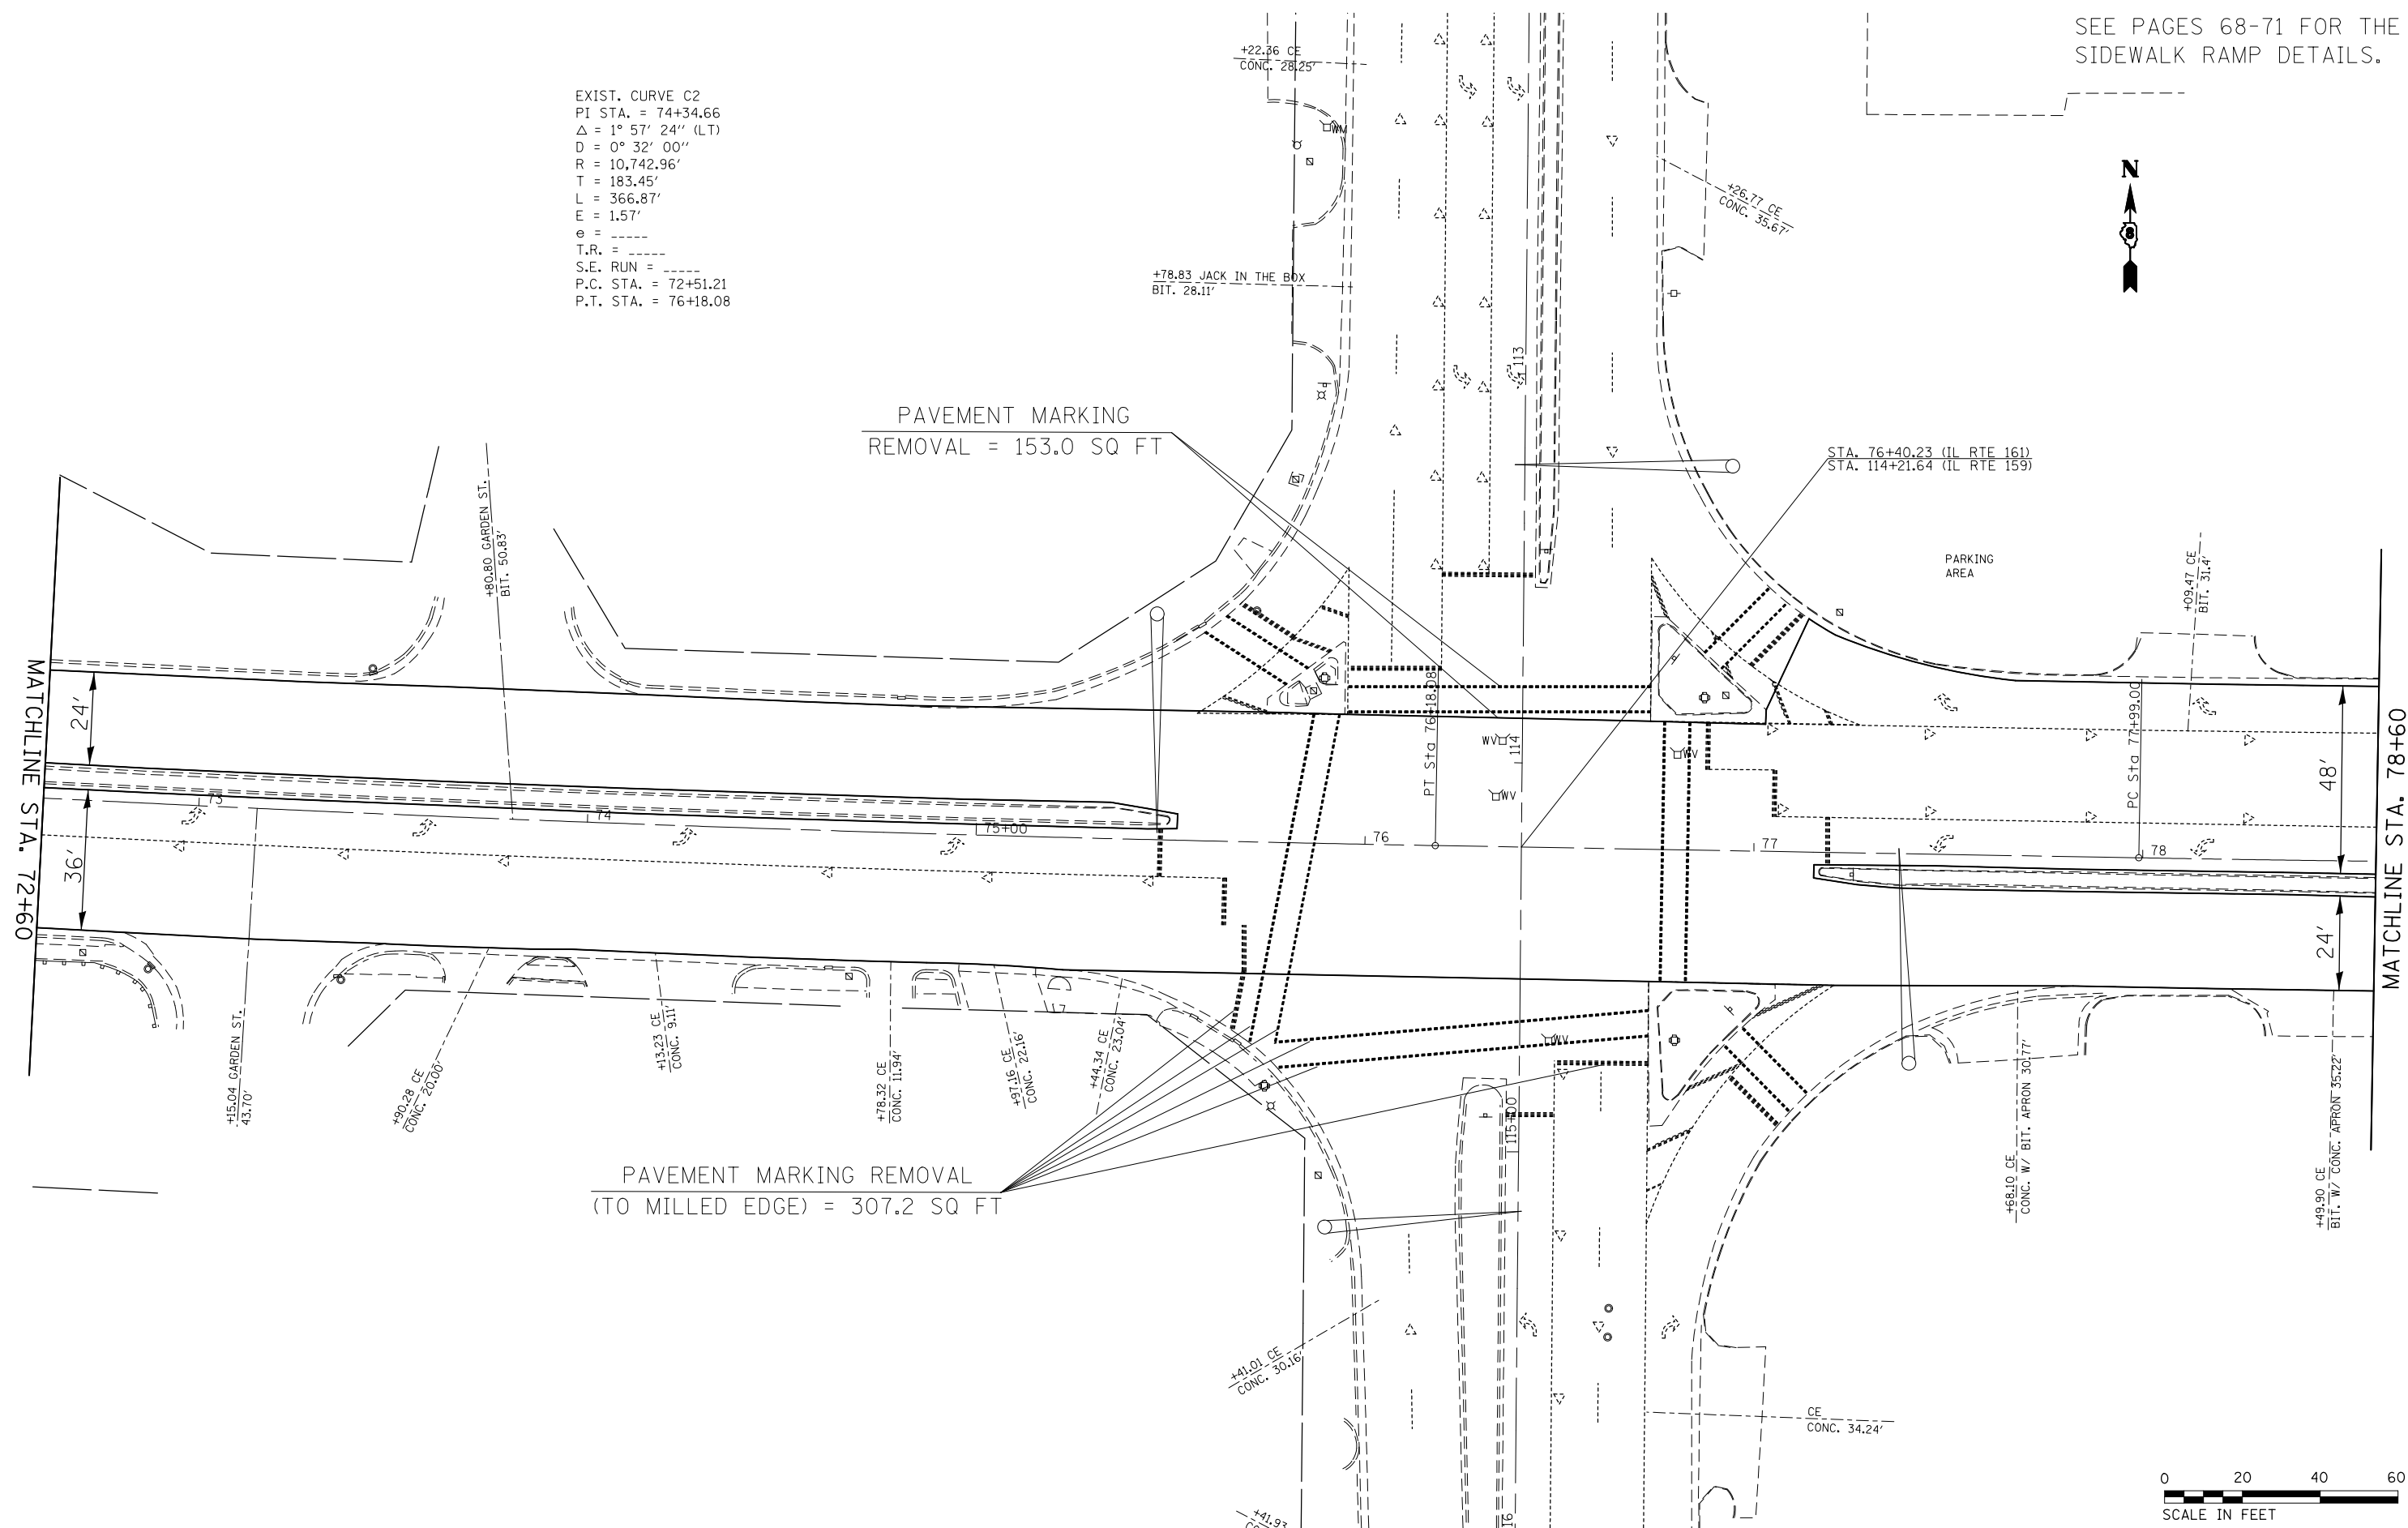 SEE PAGES 68-71 FOR THE
SIDEWALK RAMP DETAILS.
+22.36 CE
CONC. 28.25'
EXIST. CURVE C2
PI STA. = 74+34.66
Δ = 1° 57' 24'' (LT)
D = 0° 32' 00''
R = 10,742.96'
T = 183.45'
L = 366.87'
E = 1.57'
e = _____
T.R. = _____
S.E. RUN = _____
P.C. STA. = 72+51.21
P.T. STA. = 76+18.08
WV
N
+26.77 CE
CONC. 35.67'
+78.83 JACK IN THE BOX
BIT. 28.11'
113
PAVEMENT MARKING
REMOVAL = 153.0 SQ FT
STA. 76+40.23 (IL RTE 161)
STA. 114+21.64 (IL RTE 159)
+80.80 GARDEN ST.
BIT. 50.83'
PARKING
AREA
+09.47 CE
BIT. 31.4'
MATCHLINE STA. 72+60
24'
36'
73
74
75+00
76
77
78
PT Sta 76+18.08
WV
114
WV
WV
PC Sta 77+99.00
48'
24'
MATCHLINE STA. 78+60
+15.04 GARDEN ST.
43.70'
+90.28 CE
CONC. 20.00'
+13.23 CE
CONC. 9.11'
+78.32 CE
CONC. 11.94'
+97.16 CE
CONC. 22.16'
+44.34 CE
CONC. 23.04'
WV
115+00
+68.10 CE
CONC. W/ BIT. APRON 30.77'
+49.90 CE
BIT. W/ CONC. APRON 35.22'
PAVEMENT MARKING REMOVAL
(TO MILLED EDGE) = 307.2 SQ FT
+41.01 CE
CONC. 30.16'
CE
CONC. 34.24'
+41.93
16
0 20 40 60
SCALE IN FEET